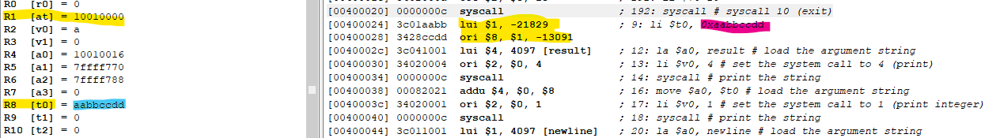 R0 [r0] = 0
R1 [at] = 10010000
R2 [v0] = a
R3 [v1] = 0
R4 [a0] = 10010016
R5 [a1] = 7ffff770
R6 [a2] = 7ffff788
R7 [a3] = 0
R8 [t0] = aabbccdd
R9 [t1] = 0
R10 [t2] = 0
[00400020] 0000000c syscall ; 192: syscall # syscall 10 (exit)
[00400024] 3c01aabb lui $1, -21829 ; 9: li $t0, 0xaabbccdd
[00400028] 3428ccdd ori $8, $1, -13091
[0040002c] 3c041001 lui $4, 4097 [result] ; 12: la $a0, result # load the argument string
[00400030] 34020004 ori $2, $0, 4 ; 13: li $v0, 4 # set the system call to 4 (print)
[00400034] 0000000c syscall ; 14: syscall # print the string
[00400038] 00082021 addu $4, $0, $8 ; 16: move $a0, $t0 # load the argument string
[0040003c] 34020001 ori $2, $0, 1 ; 17: li $v0, 1 # set the system call to 1 (print integer)
[00400040] 0000000c syscall ; 18: syscall # print the string
[00400044] 3c011001 lui $1, 4097 [newline] ; 20: la $a0, newline # load the argument string